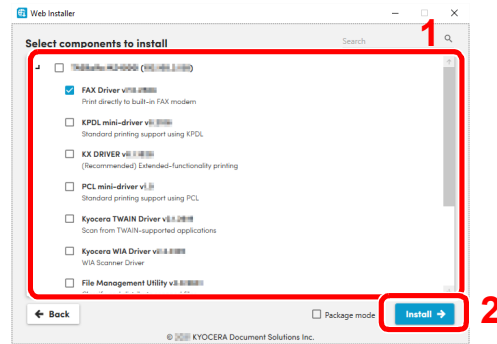 Web Installer
1
Select components to install
Search
FAX Driver
Print directly to built-in FAX modem
KPDL mini-driver
Standard printing support using KPDL
KX DRIVER
(Recommended) Extended-functionality printing
PCL mini-driver
Standard printing support using PCL
Kyocera TWAIN Driver
Scan from TWAIN-supported applications
Kyocera WIA Driver
WIA Scanner Driver
File Management Utility
Back
Package mode
Install
2
© KYOCERA Document Solutions Inc.